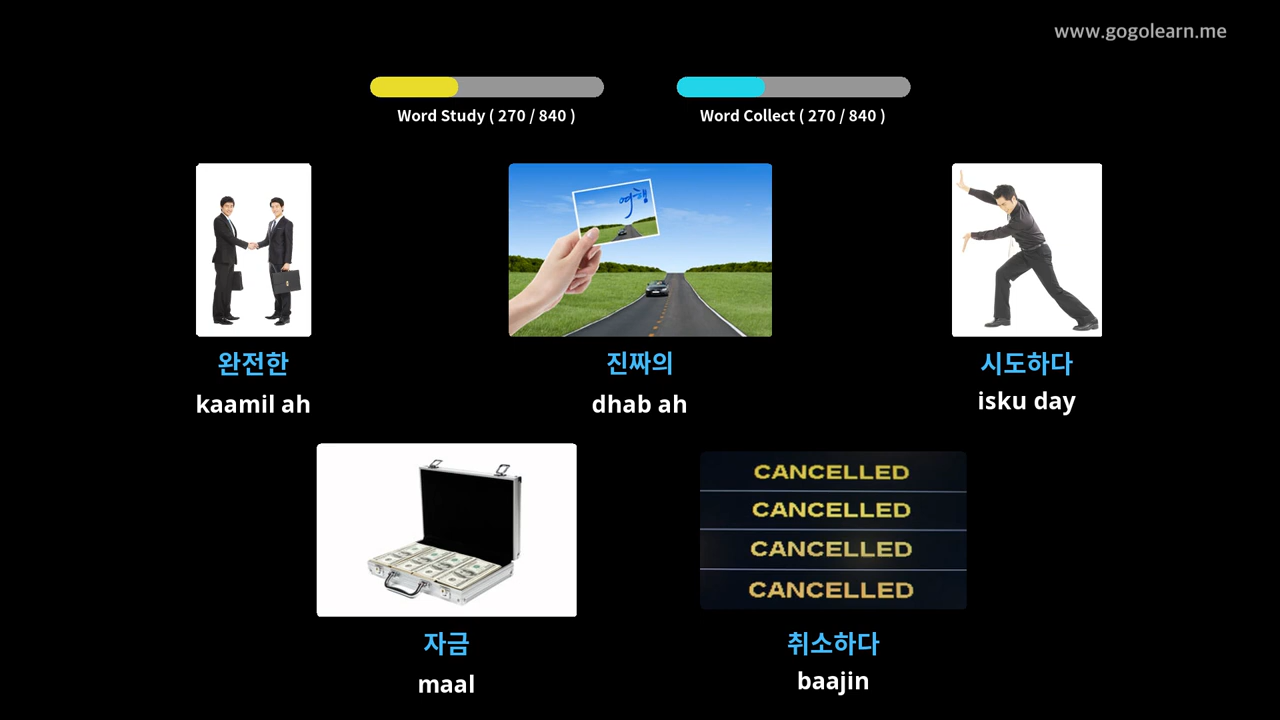 www.gogolearn.me
Word Study ( 270 / 840 )
Word Collect ( 270 / 840 )
여행
완전한
kaamil ah
진짜의
dhab ah
시도하다
isku day
CANCELLED
CANCELLED
CANCELLED
CANCELLED
자금
maal
취소하다
baajin